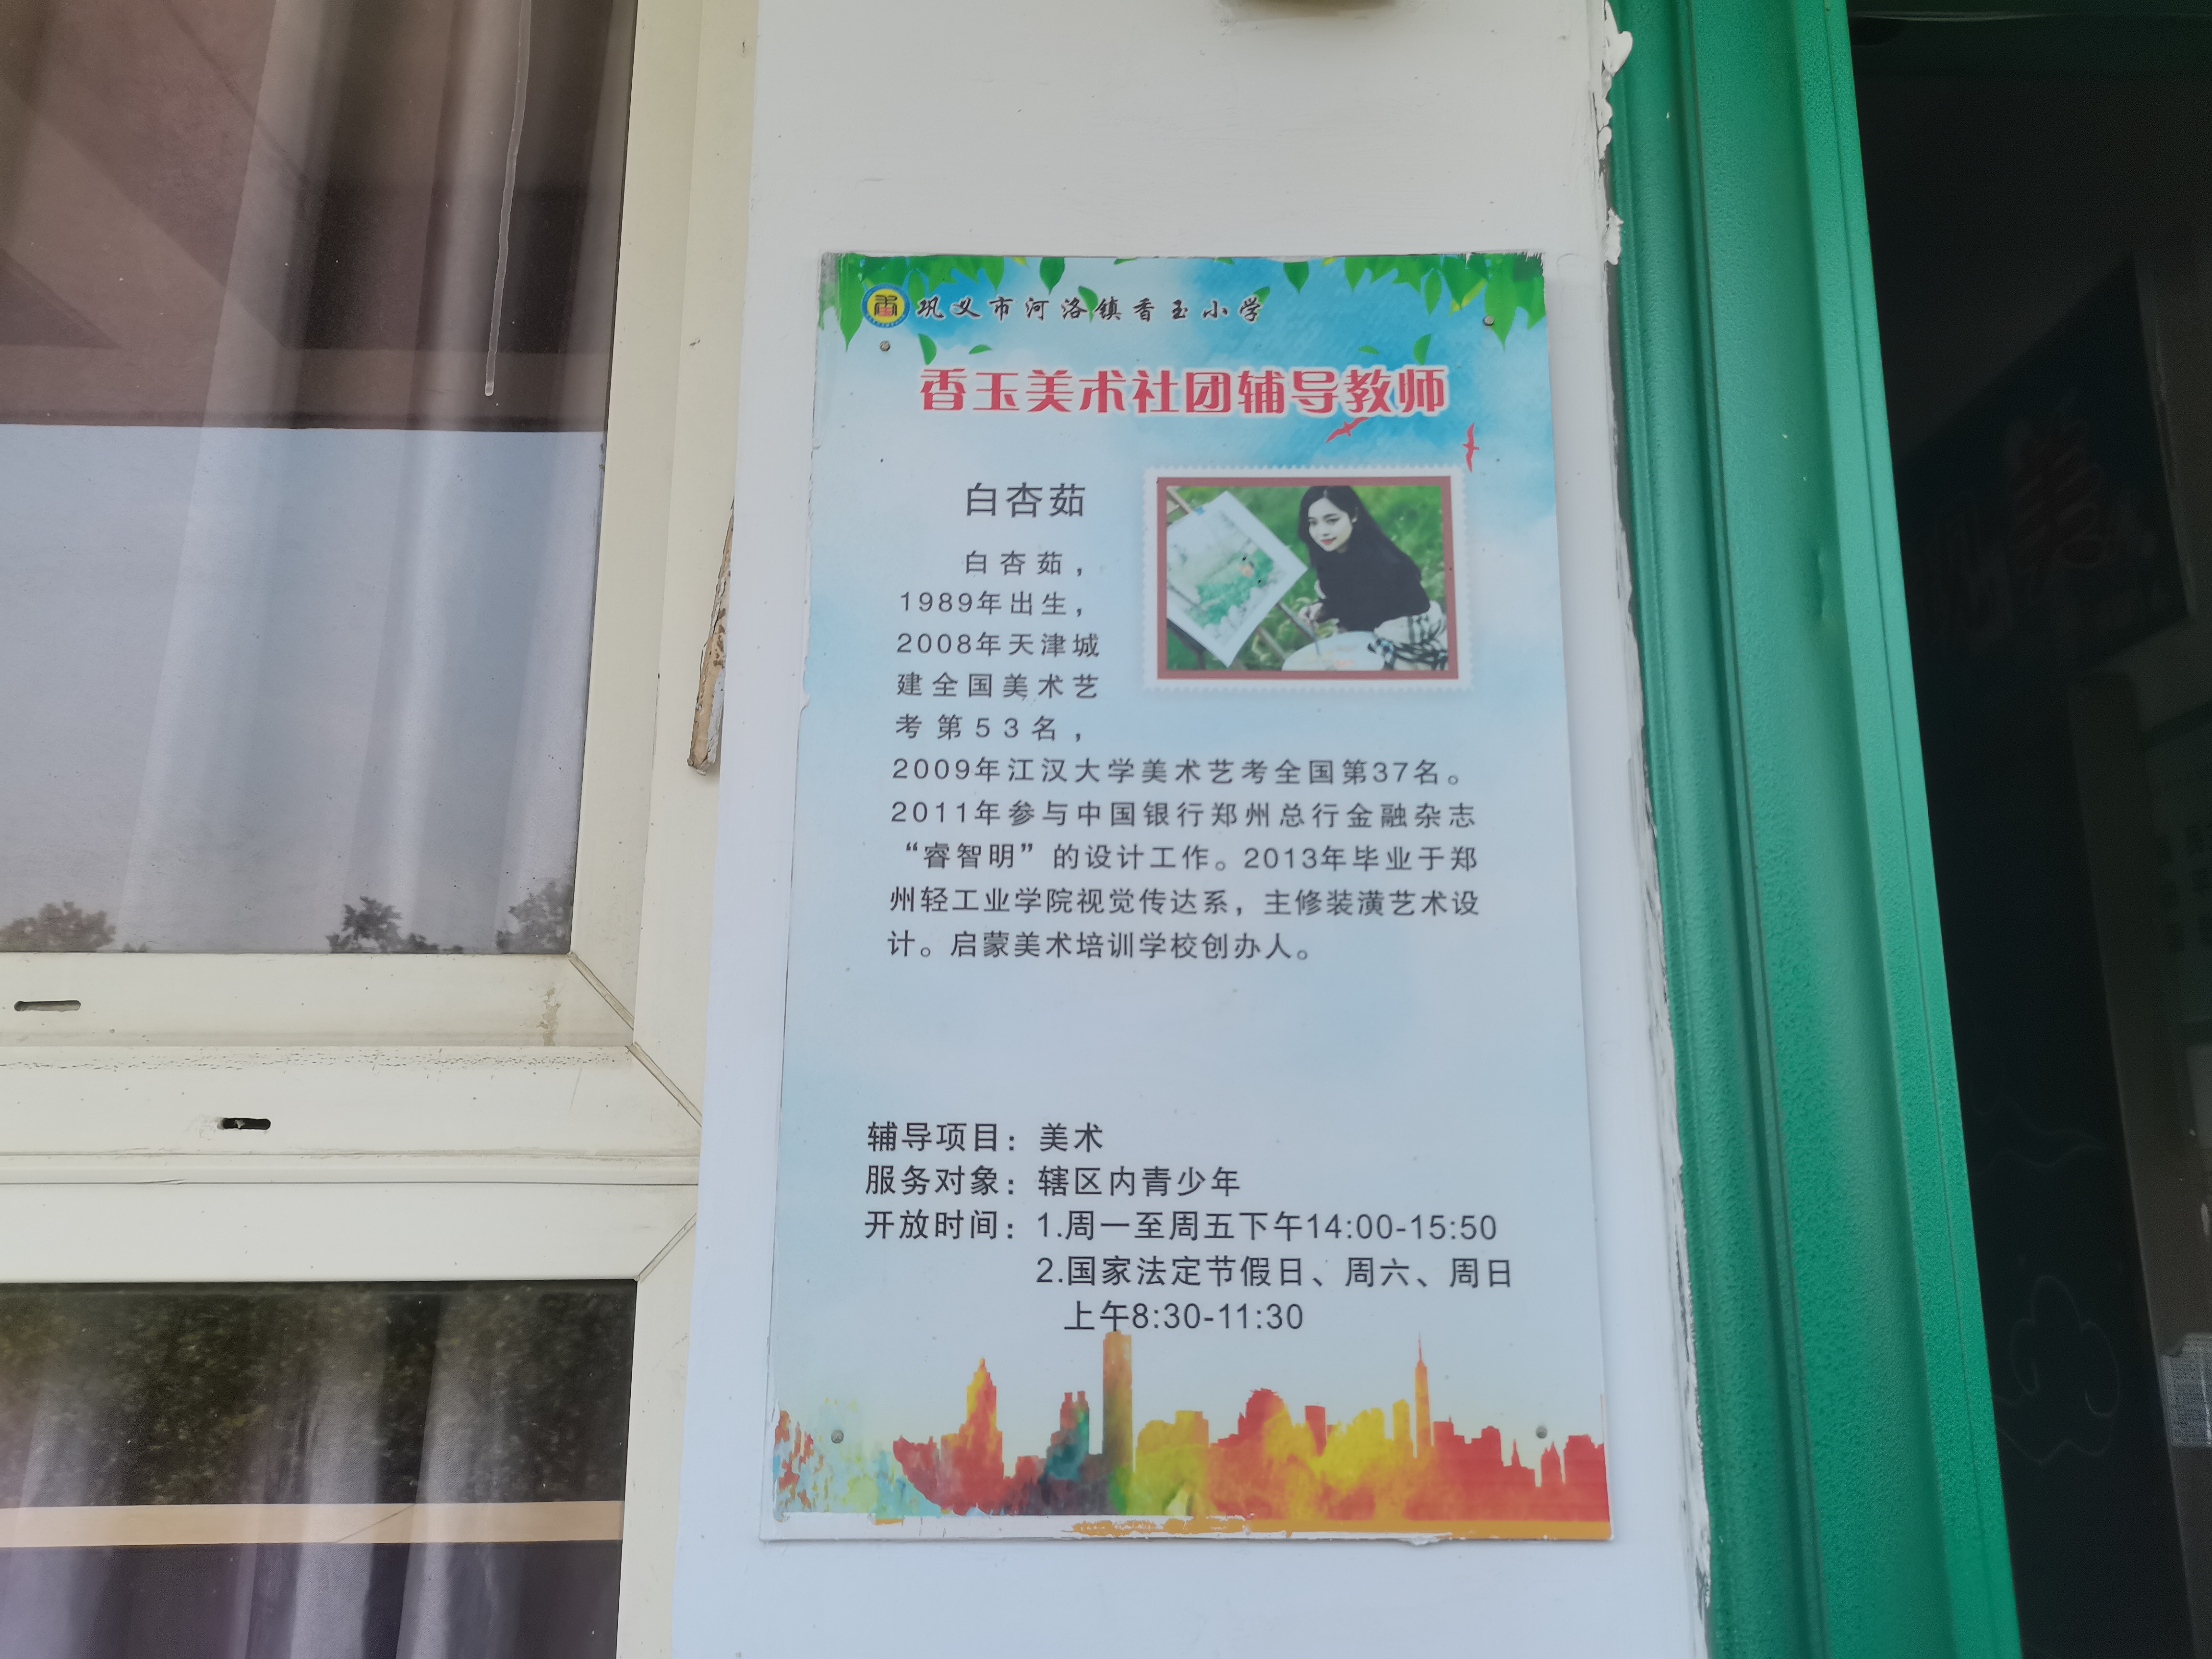 巩义市河洛镇香玉小学
香玉美术社团辅导教师
白杏茹
白杏茹，
1989年出生，
2008年天津城
建全国美术艺
考第53名，
2009年江汉大学美术艺考全国第37名。
2011年参与中国银行郑州总行金融杂志
“睿智明”的设计工作。2013年毕业于郑
州轻工业学院视觉传达系，主修装潢艺术设
计。启蒙美术培训学校创办人。
辅导项目：美术
服务对象：辖区内青少年
开放时间：1.周一至周五下午14:00-15:50
2.国家法定节假日、周六、周日
上午8:30-11:30